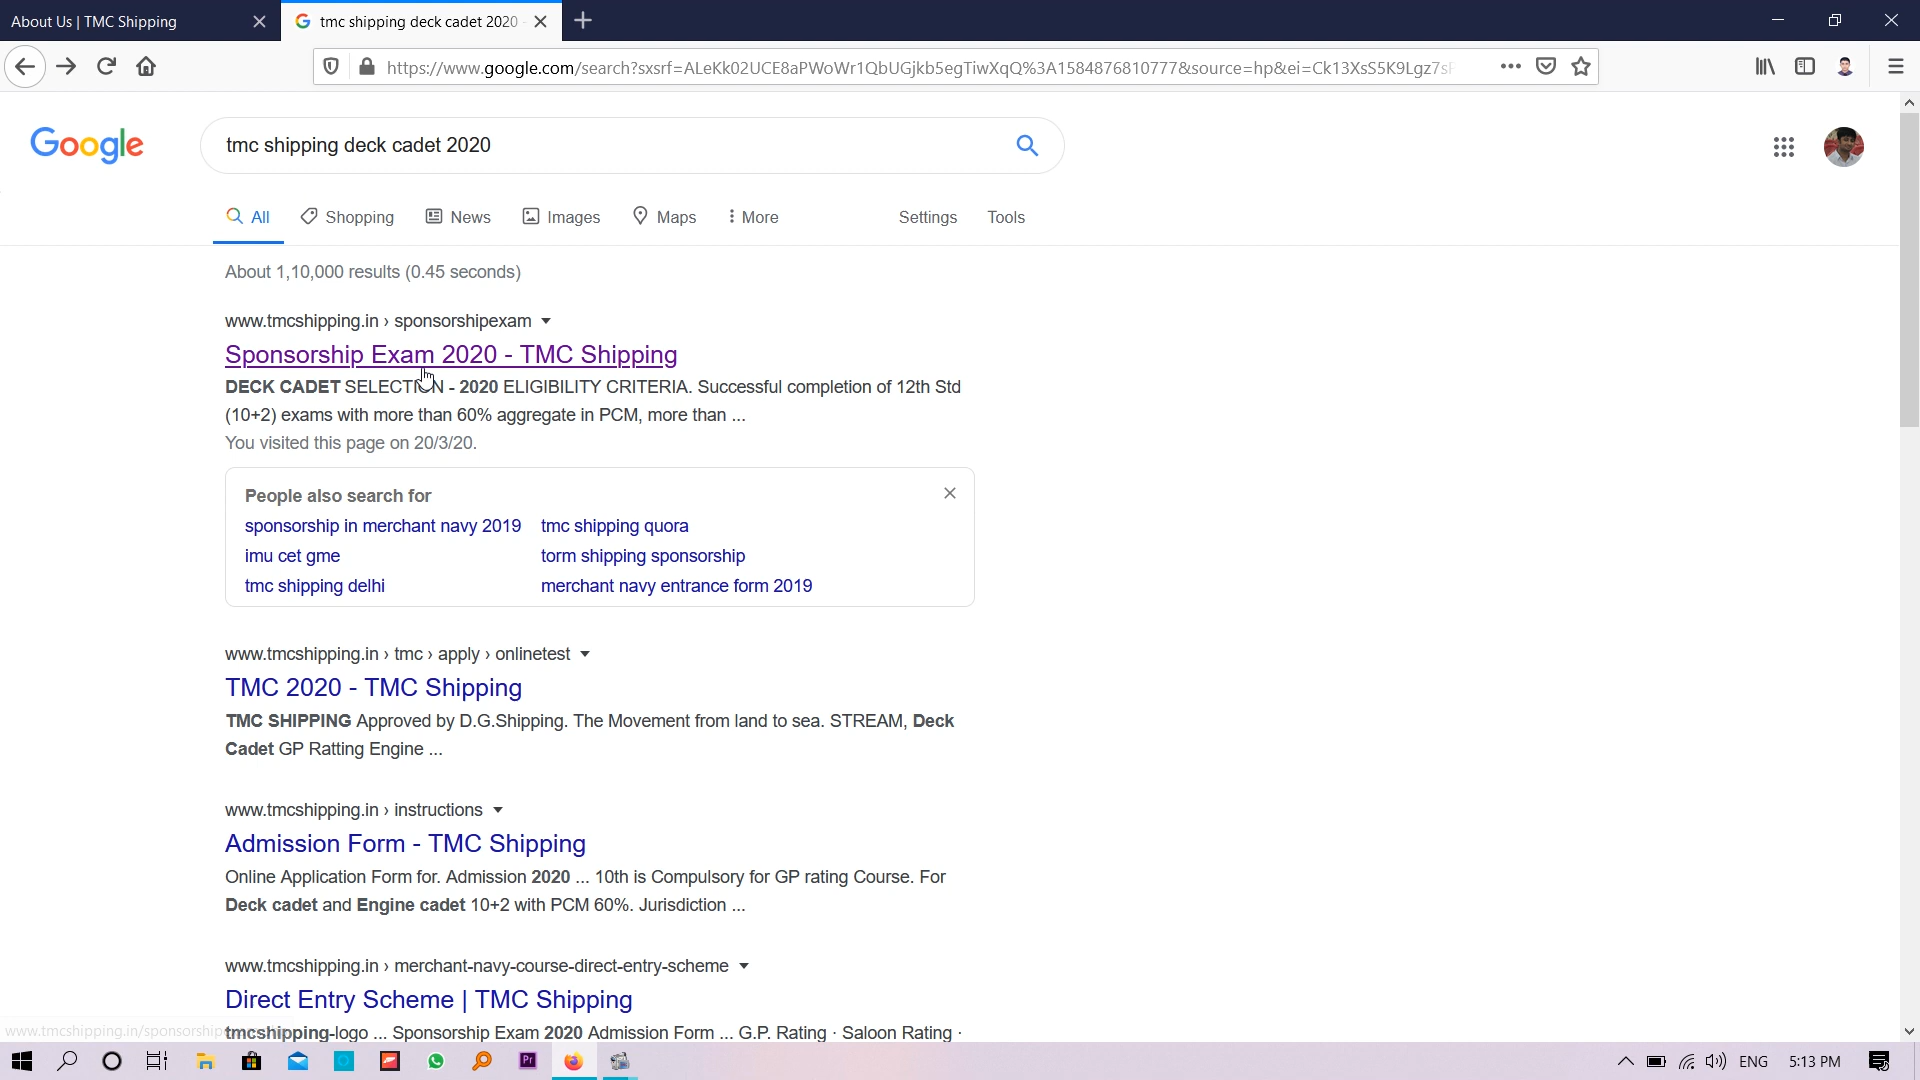 About Us | TMC Shipping
tmc shipping deck cadet 2020 -
https://www.google.com/search?sxsrf=ALeKk02UCE8aPWoWr1QbUGjkb5egTiwXqQ%3A1584876810777&source=hp&ei=Ck13XsS5K9Lgz7sP
Google
tmc shipping deck cadet 2020
All Shopping News Images Maps More Settings Tools
About 1,10,000 results (0.45 seconds)
www.tmcshipping.in › sponsorshipexam
Sponsorship Exam 2020 - TMC Shipping
DECK CADET SELECTION - 2020 ELIGIBILITY CRITERIA. Successful completion of 12th Std
(10+2) exams with more than 60% aggregate in PCM, more than ...
You visited this page on 20/3/20.
People also search for
sponsorship in merchant navy 2019 tmc shipping quora
imu cet gme torm shipping sponsorship
tmc shipping delhi merchant navy entrance form 2019
www.tmcshipping.in › tmc › apply › onlinetest
TMC 2020 - TMC Shipping
TMC SHIPPING Approved by D.G.Shipping. The Movement from land to sea. STREAM, Deck
Cadet GP Ratting Engine ...
www.tmcshipping.in › instructions
Admission Form - TMC Shipping
Online Application Form for. Admission 2020 ... 10th is Compulsory for GP rating Course. For
Deck cadet and Engine cadet 10+2 with PCM 60%. Jurisdiction ...
www.tmcshipping.in › merchant-navy-course-direct-entry-scheme
Direct Entry Scheme | TMC Shipping
tmcshipping-logo ... Sponsorship Exam 2020 Admission Form ... G.P. Rating · Saloon Rating ·
Pr ENG 5:13 PM